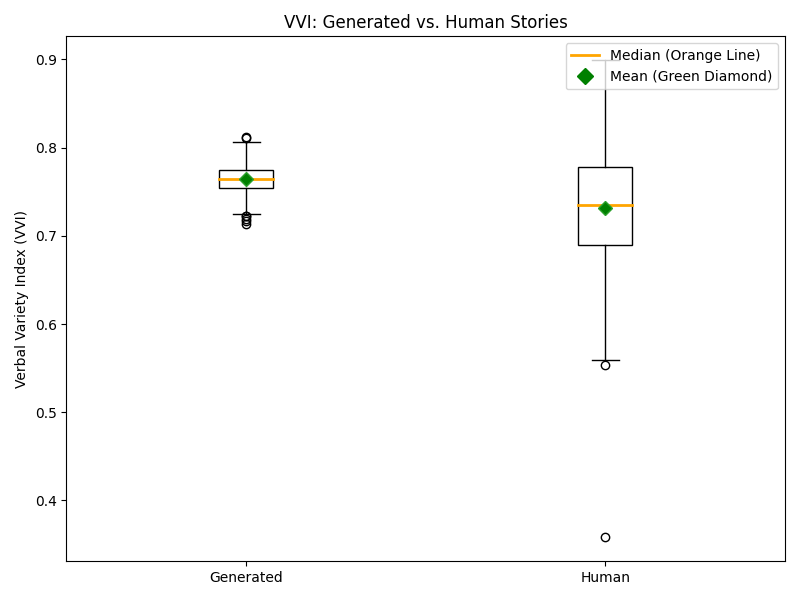 VVI: Generated vs. Human Stories
Median (Orange Line)
Mean (Green Diamond)
Verbal Variety Index (VVI)
0.9
0.8
0.7
0.6
0.5
0.4
Generated
Human